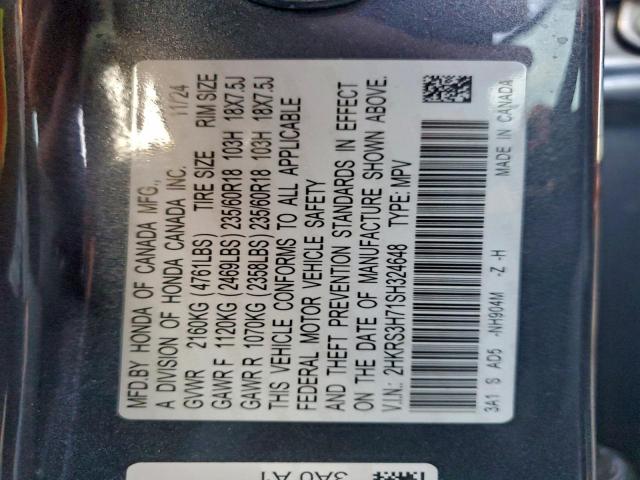 MFD.BY HONDA OF CANADA MFG., 11/24
A DIVISION OF HONDA CANADA INC.
GVWR 2160KG (4761LBS) TIRE SIZE RIM SIZE
GAWR F 1120KG (2469LBS) 235/60R18 103H 18X7.5J
GAWR R 1070KG (2358LBS) 235/60R18 103H 18X7.5J
THIS VEHICLE CONFORMS TO ALL APPLICABLE
FEDERAL MOTOR VEHICLE SAFETY
AND THEFT PREVENTION STANDARDS IN EFFECT
ON THE DATE OF MANUFACTURE SHOWN ABOVE.
V.I.N.: 2HKRS3H71SH324648 TYPE: MPV
3A1 S AD5 -NH904M -Z -H MADE IN CANADA
3A0 A1